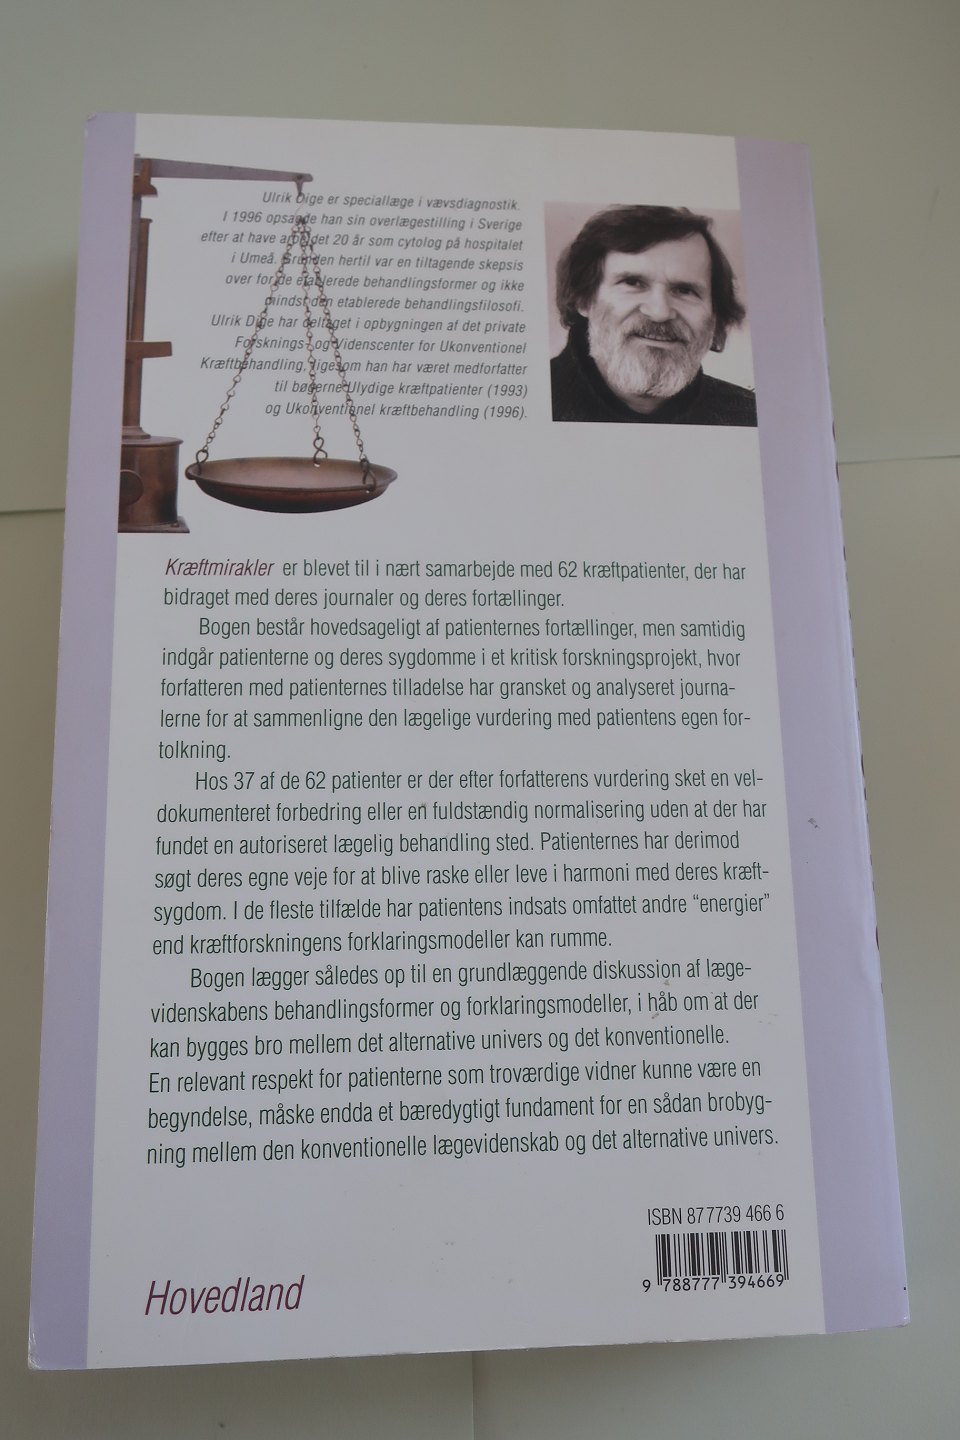 Ulrik Dige er speciallæge i vævsdiagnostik.
I 1996 opsagde han sin overlægestilling i Sverige
efter at have arbejdet 20 år som cytolog på hospitalet
i Umeå. Grunden hertil var en tiltagende skepsis
over for de etablerede behandlingsformer og ikke
mindst den etablerede behandlingsfilosofi.
Ulrik Dige har deltaget i opbygningen af det private
Forsknings- og Videnscenter for Ukonventionel
Kræftbehandling, ligesom han har været medforfatter
til bøgerne Ulydige kræftpatienter (1993)
og Ukonventionel kræftbehandling (1996).
Kræftmirakler er blevet til i nært samarbejde med 62 kræftpatienter, der har
bidraget med deres journaler og deres fortællinger.
Bogen består hovedsageligt af patienternes fortællinger, men samtidig
indgår patienterne og deres sygdomme i et kritisk forskningsprojekt, hvor
forfatteren med patienternes tilladelse har gransket og analyseret journa-
lerne for at sammenligne den lægelige vurdering med patientens egen for-
tolkning.
Hos 37 af de 62 patienter er der efter forfatterens vurdering sket en vel-
dokumenteret forbedring eller en fuldstændig normalisering uden at der har
fundet en autoriseret lægelig behandling sted. Patienternes har derimod
søgt deres egne veje for at blive raske eller leve i harmoni med deres kræft-
sygdom. I de fleste tilfælde har patientens indsats omfattet andre "energier"
end kræftforskningens forklaringsmodeller kan rumme.
Bogen lægger således op til en grundlæggende diskussion af læge-
videnskabens behandlingsformer og forklaringsmodeller, i håb om at der
kan bygges bro mellem det alternative univers og det konventionelle.
En relevant respekt for patienterne som troværdige vidner kunne være en
begyndelse, måske endda et bæredygtigt fundament for en sådan brobyg-
ning mellem den konventionelle lægevidenskab og det alternative univers.
ISBN 87 7739 466 6
9 788777 394669
Hovedland